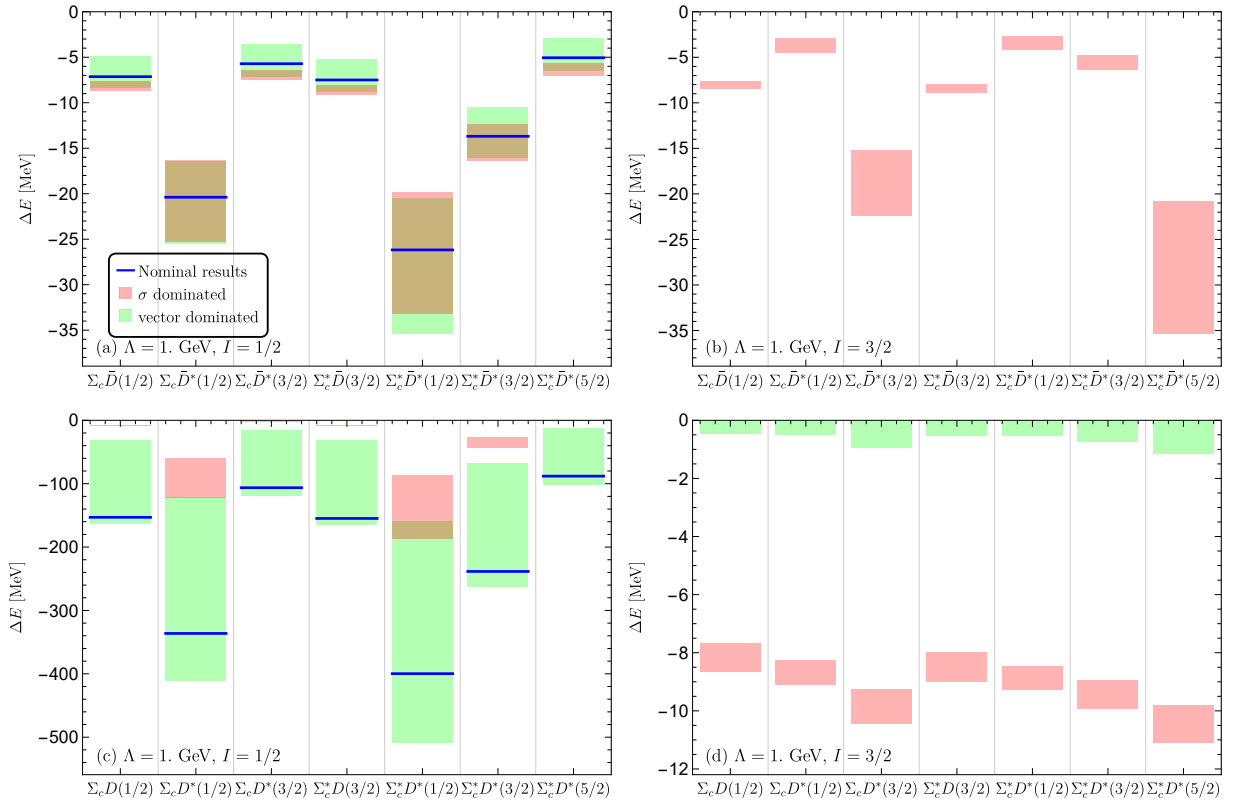 0
−5
−10
−15
−20
−25
−30
−35
ΔE [MeV]
Nominal results
σ dominated
vector dominated
(a) Λ = 1. GeV, I = 1/2
Σ_c D̄(1/2) Σ_c D̄*(1/2) Σ_c D̄*(3/2) Σ_c* D̄(3/2) Σ_c* D̄*(1/2) Σ_c* D̄*(3/2) Σ_c* D̄*(5/2)
0
−5
−10
−15
−20
−25
−30
−35
ΔE [MeV]
(b) Λ = 1. GeV, I = 3/2
Σ_c D̄(1/2) Σ_c D̄*(1/2) Σ_c D̄*(3/2) Σ_c* D̄(3/2) Σ_c* D̄*(1/2) Σ_c* D̄*(3/2) Σ_c* D̄*(5/2)
0
−100
−200
−300
−400
−500
ΔE [MeV]
(c) Λ = 1. GeV, I = 1/2
Σ_c D(1/2) Σ_c D*(1/2) Σ_c D*(3/2) Σ_c* D(3/2) Σ_c* D*(1/2) Σ_c* D*(3/2) Σ_c* D*(5/2)
0
−2
−4
−6
−8
−10
−12
ΔE [MeV]
(d) Λ = 1. GeV, I = 3/2
Σ_c D(1/2) Σ_c D*(1/2) Σ_c D*(3/2) Σ_c* D(3/2) Σ_c* D*(1/2) Σ_c* D*(3/2) Σ_c* D*(5/2)